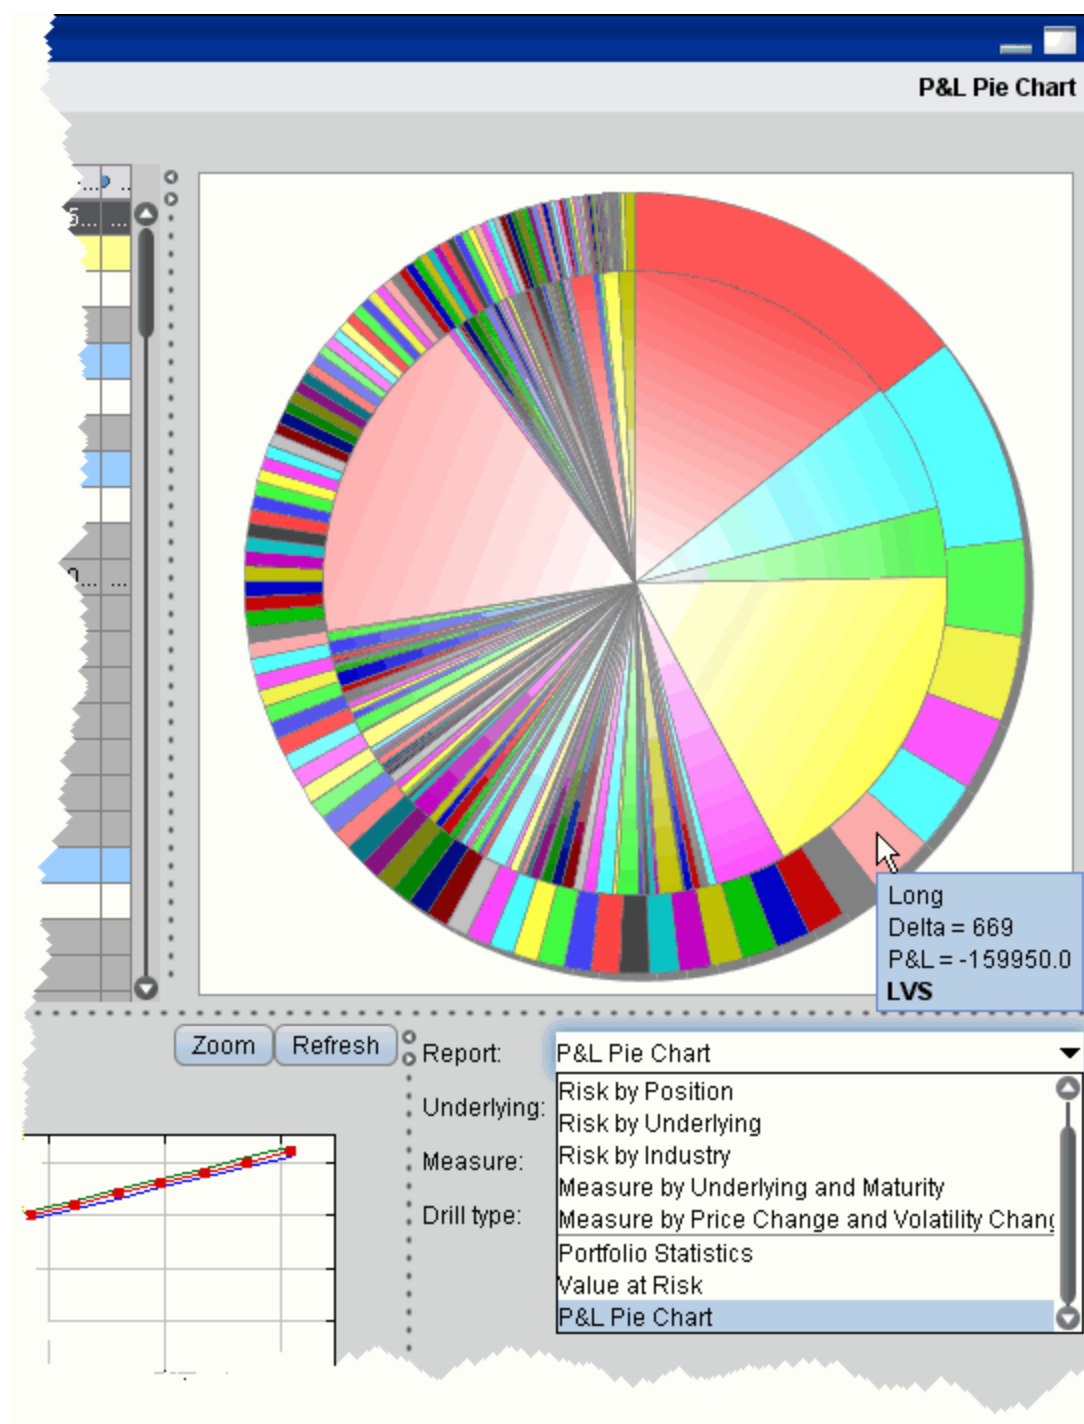 P&L Pie Chart
Long
Delta = 669
P&L = -159950.0
LVS
Zoom
Refresh
Report:
P&L Pie Chart
Underlying:
Measure:
Drill type:
Risk by Position
Risk by Underlying
Risk by Industry
Measure by Underlying and Maturity
Measure by Price Change and Volatility Chang
Portfolio Statistics
Value at Risk
P&L Pie Chart